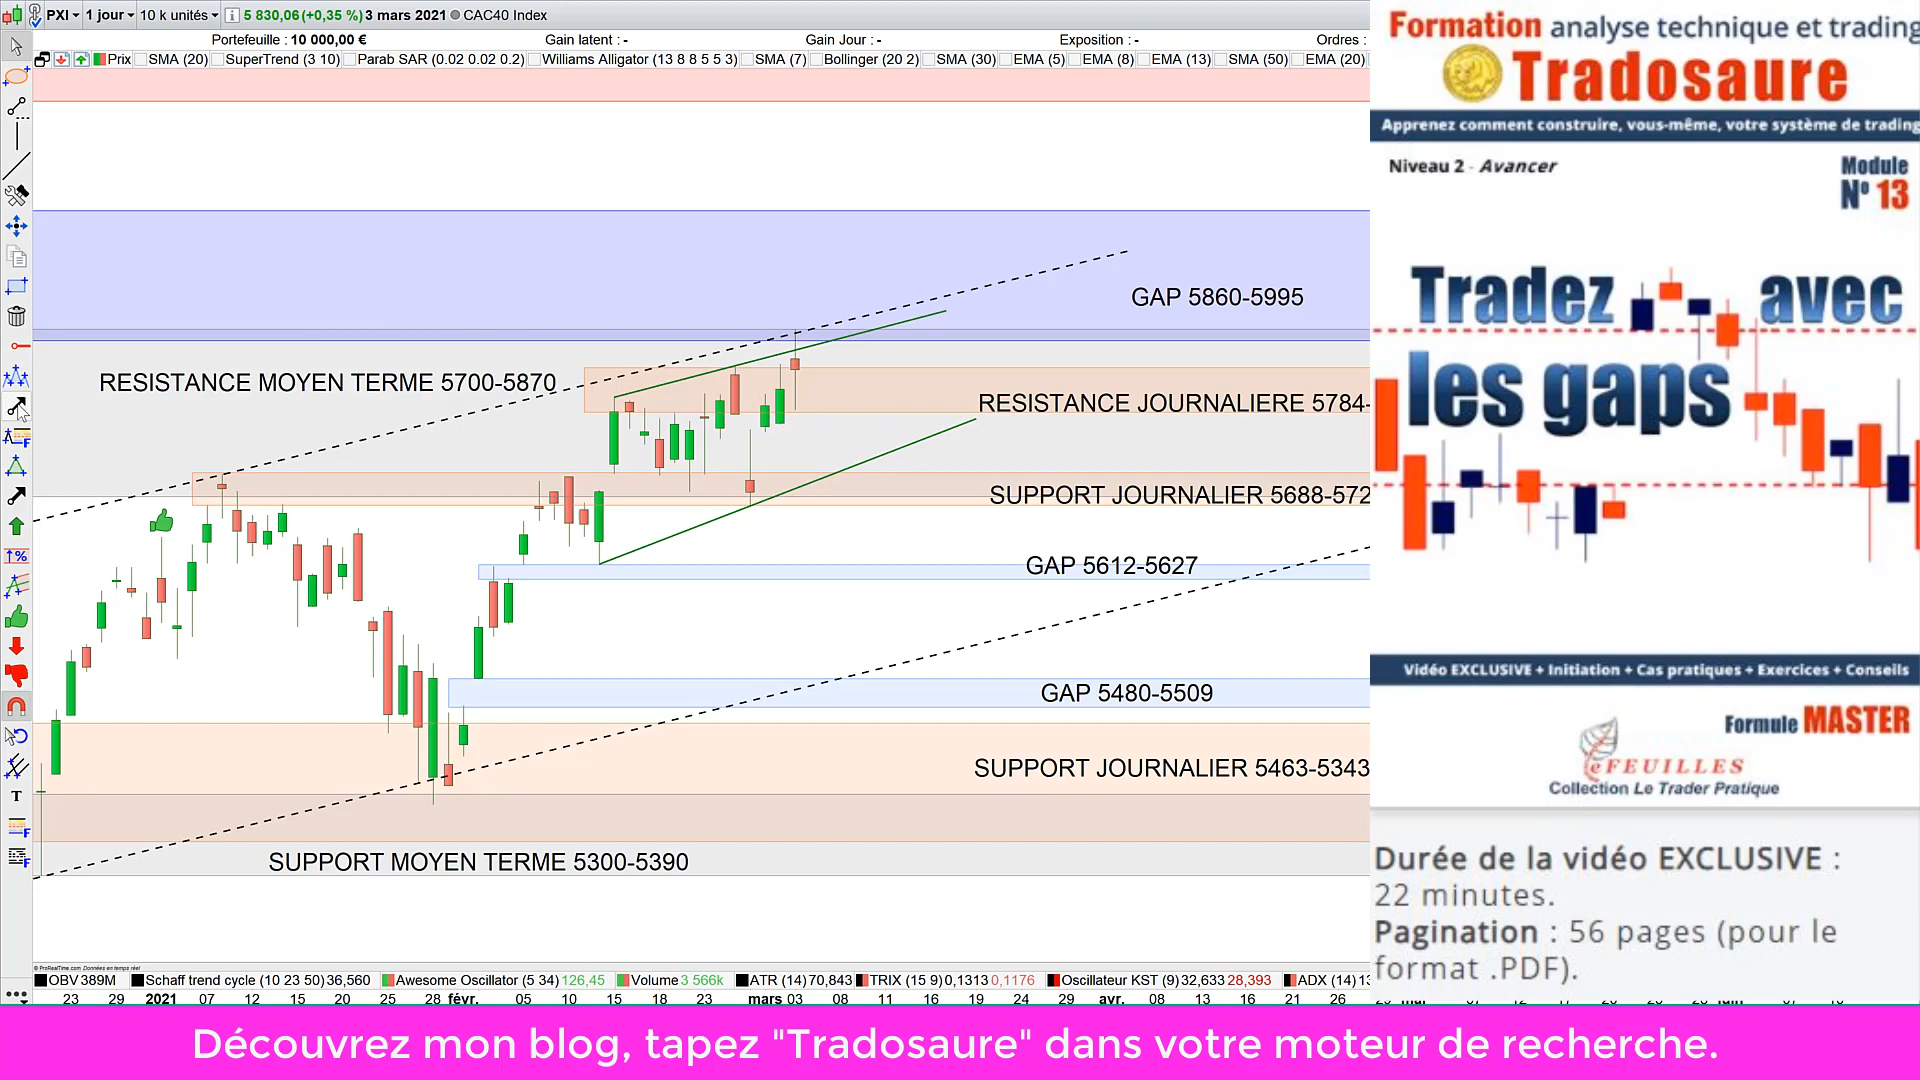 PXI 1 jour 10 k unités 5 830,06 (+0,35 %) 3 mars 2021 CAC40 Index
Portefeuille : 10 000,00 € Gain latent : - Gain Jour : - Exposition : - Ordres :
Prix SMA (20) SuperTrend (3 10) Parab SAR (0.02 0.02 0.2) Williams Alligator (13 8 8 5 5 3) SMA (7) Bollinger (20 2) SMA (30) EMA (5) EMA (8) EMA (13) SMA (50) EMA (20)
GAP 5860-5995
RESISTANCE MOYEN TERME 5700-5870
RESISTANCE JOURNALIERE 5784-
SUPPORT JOURNALIER 5688-572
GAP 5612-5627
GAP 5480-5509
SUPPORT JOURNALIER 5463-5343
SUPPORT MOYEN TERME 5300-5390
© ProRealTime.com Données en temps réel
OBV 389M Schaff trend cycle (10 23 50) 36,560 Awesome Oscillator (5 34) 126,45 Volume 3 566k ATR (14) 70,843 TRIX (15 9) 0,1313 0,1176 Oscillateur KST (9) 32,633 28,393 ADX (14) 13
23 29 2021 07 12 15 20 25 28 févr. 05 10 15 18 23 mars 03 08 11 16 19 24 29 avr. 08 13 16 21 26
Formation analyse technique et trading
Tradosaure
Apprenez comment construire, vous-même, votre système de trading
Niveau 2 - Avancer
Module
N° 13
Tradez avec
les gaps
Vidéo EXCLUSIVE + Initiation + Cas pratiques + Exercices + Conseils
Formule MASTER
eFEUILLES
Collection Le Trader Pratique
Durée de la vidéo EXCLUSIVE :
22 minutes.
Pagination : 56 pages (pour le
format .PDF).
Découvrez mon blog, tapez "Tradosaure" dans votre moteur de recherche.